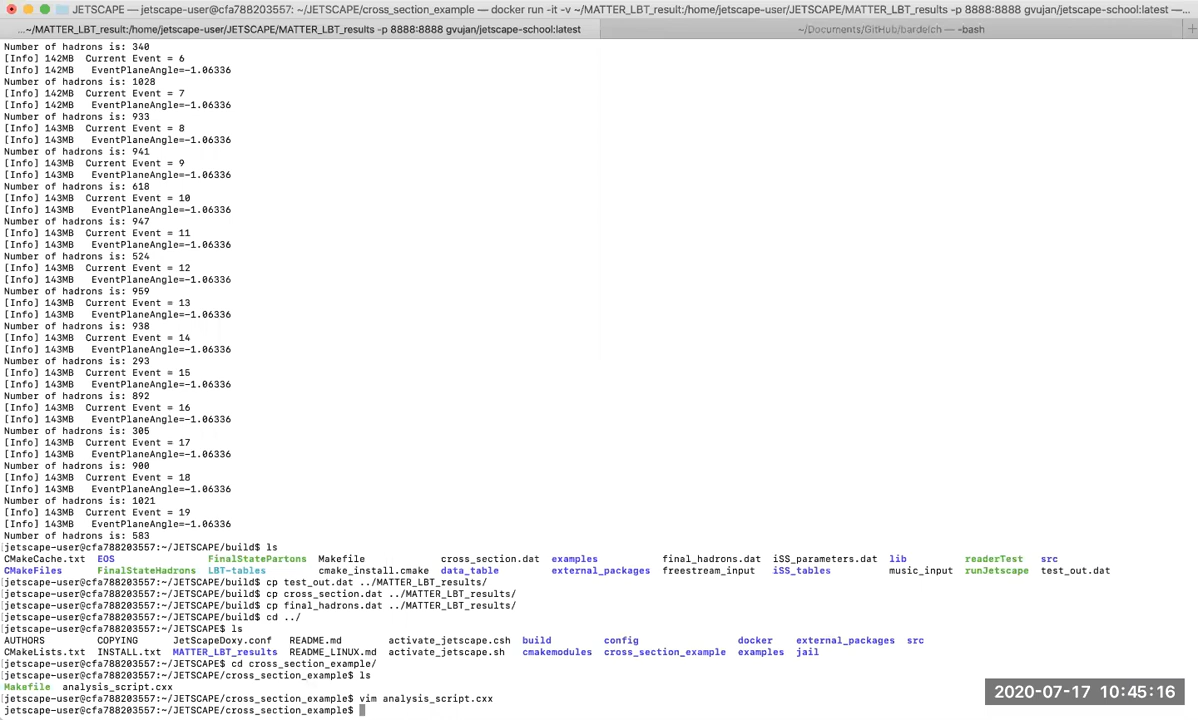 JETSCAPE — jetscape-user@cfa788203557: ~/JETSCAPE/cross_section_example — docker run -it -v ~/MATTER_LBT_result:/home/jetscape-user/JETSCAPE/MATTER_LBT_results -p 8888:8888 gvujan/jetscape-school:latest —...
...~/MATTER_LBT_result:/home/jetscape-user/JETSCAPE/MATTER_LBT_results -p 8888:8888 gvujan/jetscape-school:latest ~/Documents/GitHub/bardeich — -bash +
Number of hadrons is: 340
[Info] 142MB Current Event = 6
[Info] 142MB EventPlaneAngle=-1.06336
Number of hadrons is: 1028
[Info] 142MB Current Event = 7
[Info] 142MB EventPlaneAngle=-1.06336
Number of hadrons is: 933
[Info] 143MB Current Event = 8
[Info] 143MB EventPlaneAngle=-1.06336
Number of hadrons is: 941
[Info] 143MB Current Event = 9
[Info] 143MB EventPlaneAngle=-1.06336
Number of hadrons is: 618
[Info] 143MB Current Event = 10
[Info] 143MB EventPlaneAngle=-1.06336
Number of hadrons is: 947
[Info] 143MB Current Event = 11
[Info] 143MB EventPlaneAngle=-1.06336
Number of hadrons is: 524
[Info] 143MB Current Event = 12
[Info] 143MB EventPlaneAngle=-1.06336
Number of hadrons is: 959
[Info] 143MB Current Event = 13
[Info] 143MB EventPlaneAngle=-1.06336
Number of hadrons is: 938
[Info] 143MB Current Event = 14
[Info] 143MB EventPlaneAngle=-1.06336
Number of hadrons is: 293
[Info] 143MB Current Event = 15
[Info] 143MB EventPlaneAngle=-1.06336
Number of hadrons is: 892
[Info] 143MB Current Event = 16
[Info] 143MB EventPlaneAngle=-1.06336
Number of hadrons is: 305
[Info] 143MB Current Event = 17
[Info] 143MB EventPlaneAngle=-1.06336
Number of hadrons is: 900
[Info] 143MB Current Event = 18
[Info] 143MB EventPlaneAngle=-1.06336
Number of hadrons is: 1021
[Info] 143MB Current Event = 19
[Info] 143MB EventPlaneAngle=-1.06336
Number of hadrons is: 583
[jetscape-user@cfa788203557:~/JETSCAPE/build$ ls
CMakeCache.txt EOS FinalStatePartons Makefile cross_section.dat examples final_hadrons.dat iSS_parameters.dat lib readerTest src
CMakeFiles FinalStateHadrons LBT-tables cmake_install.cmake data_table external_packages freestream_input iSS_tables music_input runJetscape test_out.dat
[jetscape-user@cfa788203557:~/JETSCAPE/build$ cp test_out.dat ../MATTER_LBT_results/
[jetscape-user@cfa788203557:~/JETSCAPE/build$ cp cross_section.dat ../MATTER_LBT_results/
[jetscape-user@cfa788203557:~/JETSCAPE/build$ cp final_hadrons.dat ../MATTER_LBT_results/
[jetscape-user@cfa788203557:~/JETSCAPE/build$ cd ../
[jetscape-user@cfa788203557:~/JETSCAPE$ ls
AUTHORS COPYING JetScapeDoxy.conf README.md activate_jetscape.csh build config docker external_packages src
CMakeLists.txt INSTALL.txt MATTER_LBT_results README_LINUX.md activate_jetscape.sh cmakemodules cross_section_example examples jail
[jetscape-user@cfa788203557:~/JETSCAPE$ cd cross_section_example/
[jetscape-user@cfa788203557:~/JETSCAPE/cross_section_example$ ls
Makefile analysis_script.cxx
[jetscape-user@cfa788203557:~/JETSCAPE/cross_section_example$ vim analysis_script.cxx
jetscape-user@cfa788203557:~/JETSCAPE/cross_section_example$
2020-07-17 10:45:16